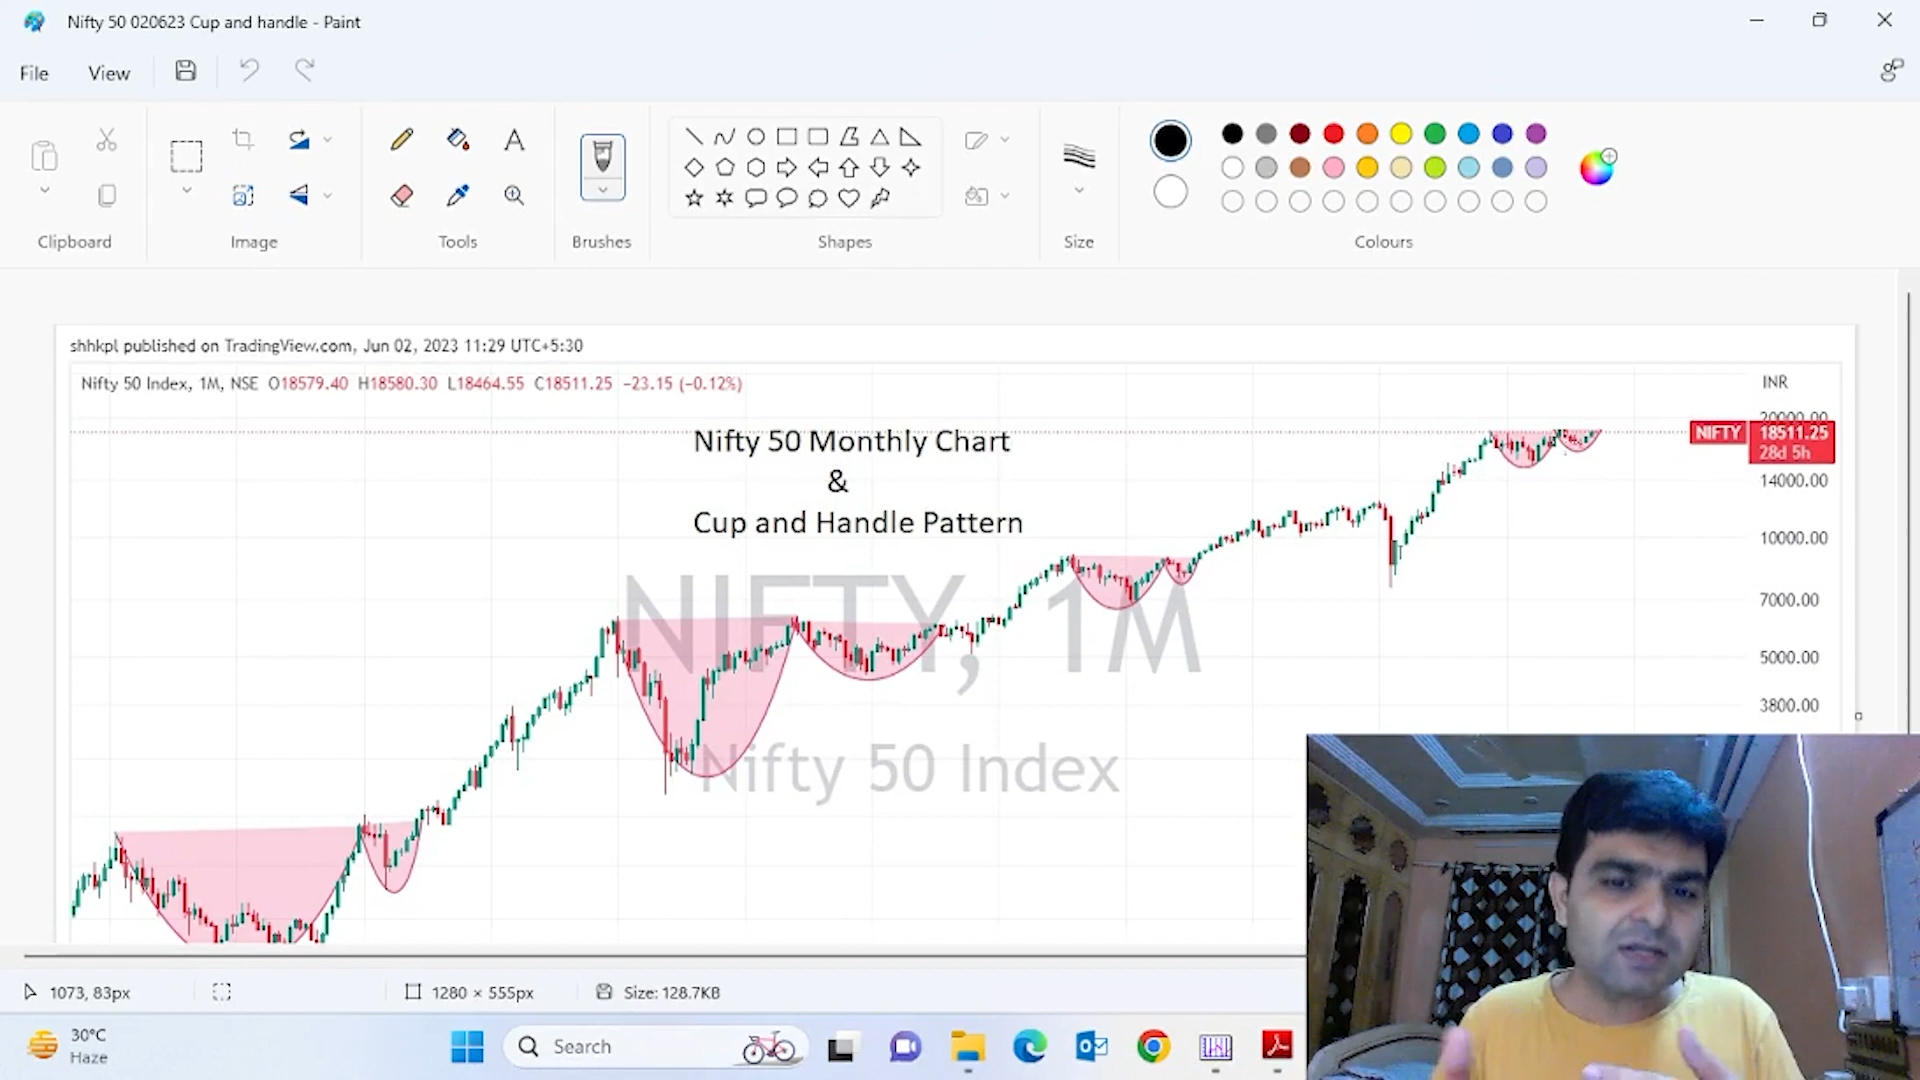 Nifty 50 020623 Cup and handle - Paint
File View
Clipboard Image Tools Brushes Shapes Size Colours
shhkpl published on TradingView.com, Jun 02, 2023 11:29 UTC+5:30
Nifty 50 Index, 1M, NSE O18579.40 H18580.30 L18464.55 C18511.25 −23.15 (−0.12%)
INR
20000.00
Nifty 50 Monthly Chart
&
Cup and Handle Pattern
NIFTY 18511.25
28d 5h
14000.00
10000.00
7000.00
5000.00
3800.00
NIFTY, 1M
Nifty 50 Index
1073, 83px
1280 × 555px
Size: 128.7KB
30°C
Haze
Search